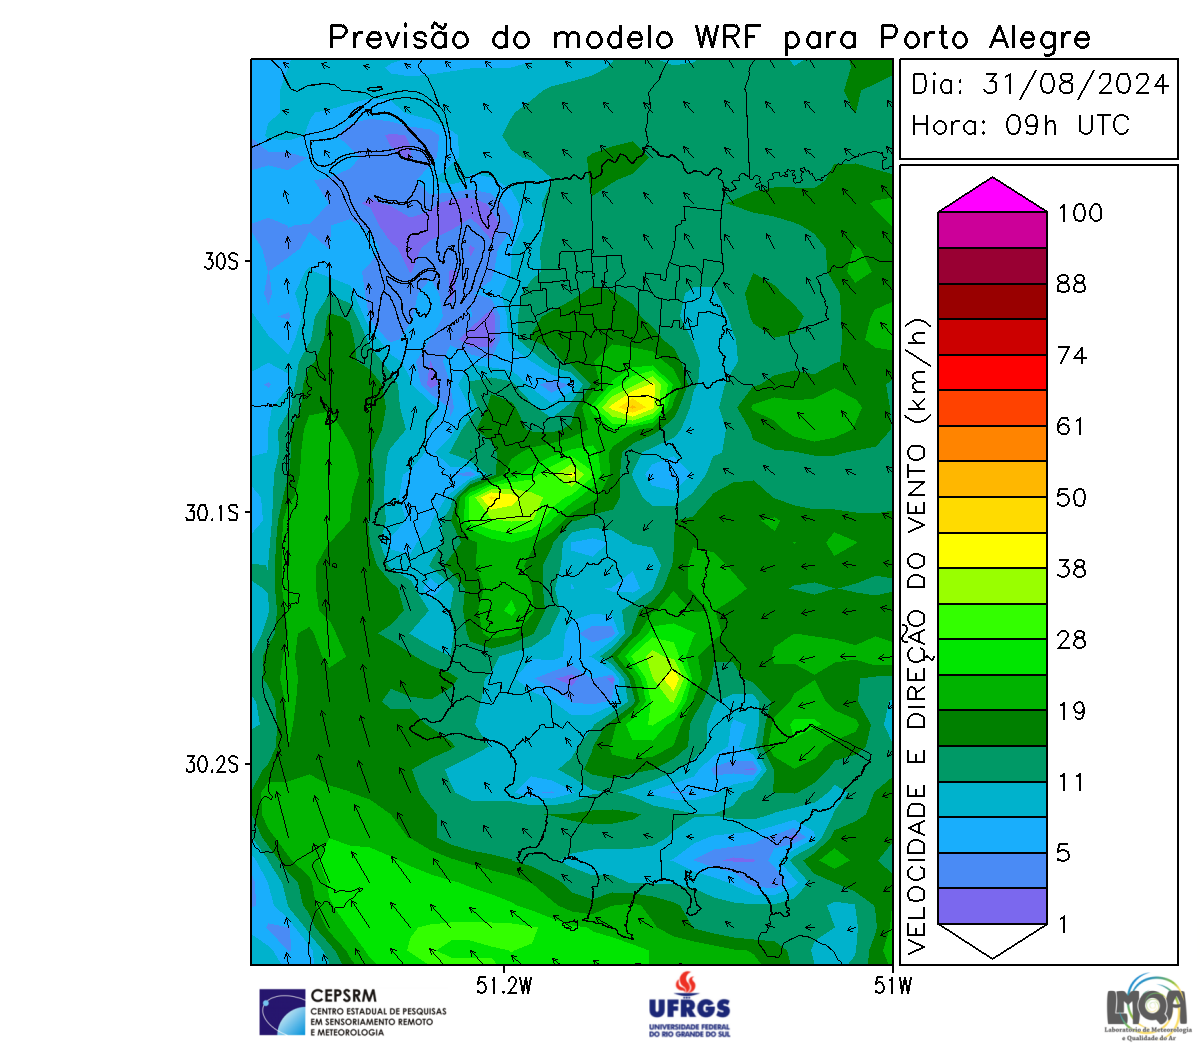 Previsão do modelo WRF para Porto Alegre
Dia: 31/08/2024
Hora: 09h UTC
30S
30.1S
30.2S
51.2W
51W
VELOCIDADE E DIREÇÃO DO VENTO (km/h)
100
88
74
61
50
38
28
19
11
5
1
CEPSRM
CENTRO ESTADUAL DE PESQUISAS
EM SENSORIAMENTO REMOTO
E METEOROLOGIA
UFRGS
UNIVERSIDADE FEDERAL
DO RIO GRANDE DO SUL
LMQA
Laboratório de Meteorologia
e Qualidade do Ar